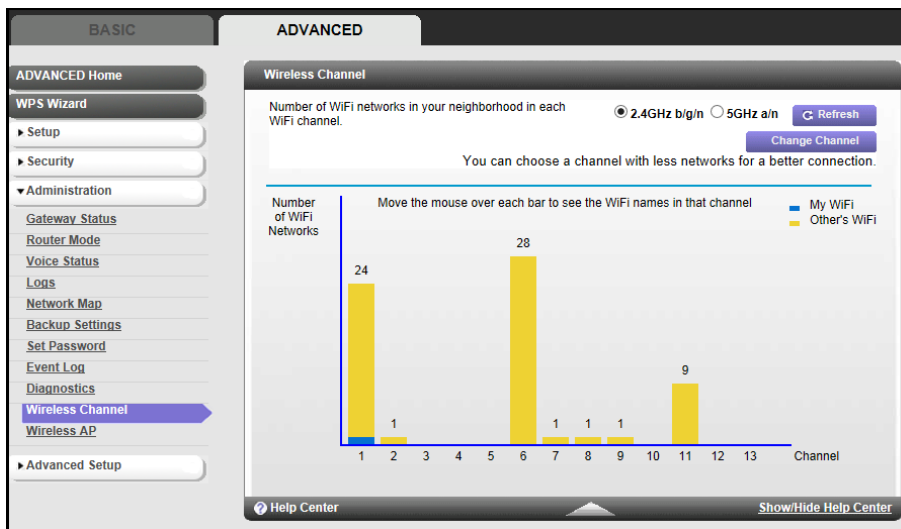 BASIC
ADVANCED
ADVANCED Home
WPS Wizard
Setup
Security
Administration
Gateway Status
Router Mode
Voice Status
Logs
Network Map
Backup Settings
Set Password
Event Log
Diagnostics
Wireless Channel
Wireless AP
Advanced Setup
Wireless Channel
Number of WiFi networks in your neighborhood in each
WiFi channel.
2.4GHz b/g/n 5GHz a/n
Refresh
Change Channel
You can choose a channel with less networks for a better connection.
Number
of WiFi
Networks
Move the mouse over each bar to see the WiFi names in that channel
My WiFi
Other's WiFi
24 1 28 1 1 1 9
1 2 3 4 5 6 7 8 9 10 11 12 13 Channel
? Help Center
Show/Hide Help Center